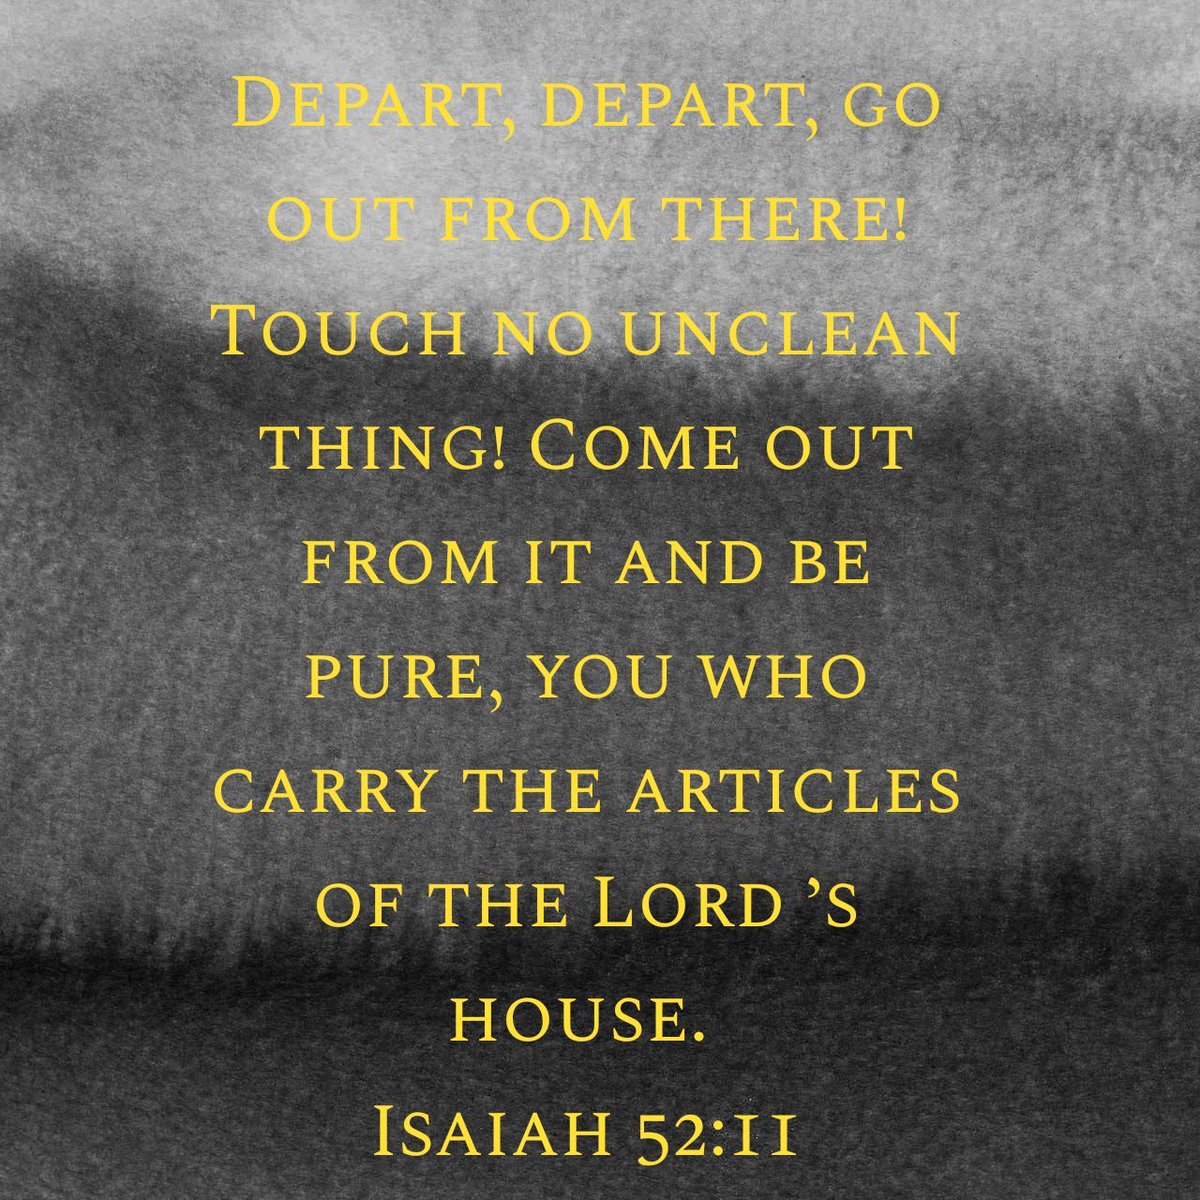 Depart, depart, go
out from there!
Touch no unclean
thing! Come out
from it and be
pure, you who
carry the articles
of the Lord ’s
house.
Isaiah 52:11